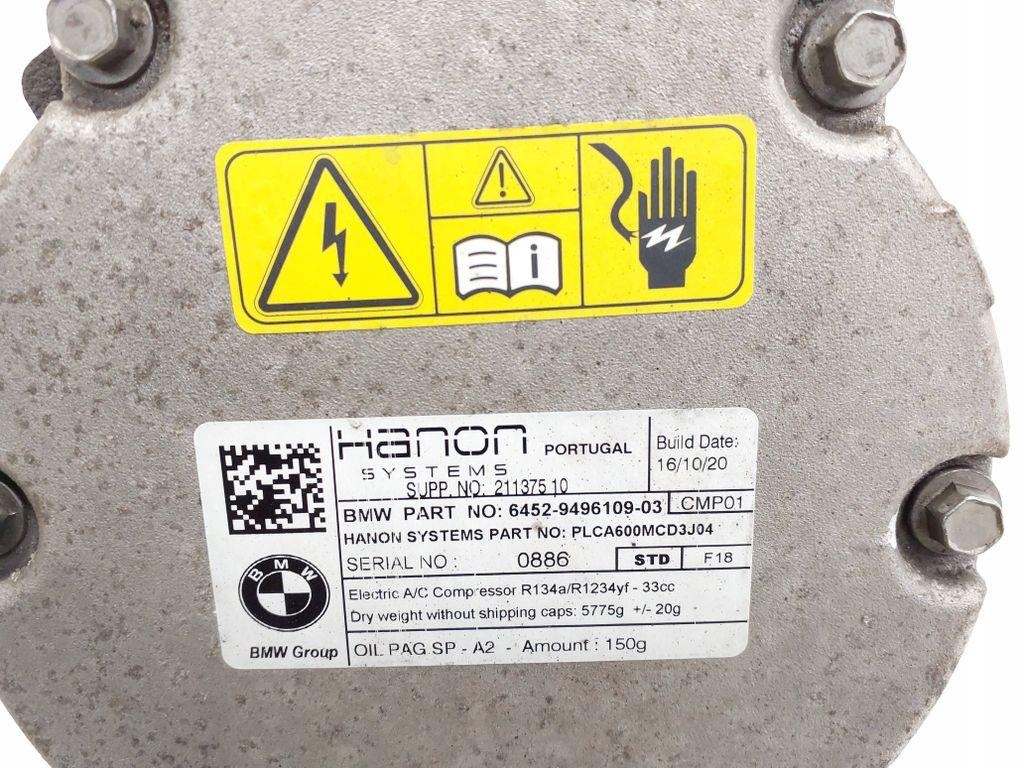 i
Hanon
SYSTEMS
PORTUGAL
Build Date:
16/10/20
SUPP. NO: 21137510
BMW PART NO: 6452-9496109-03
CMP01
HANON SYSTEMS PART NO: PLCA600MCD3J04
SERIAL NO : 0886
STD
F18
Electric A/C Compressor R134a/R1234yf - 33cc
Dry weight without shipping caps: 5775g +/- 20g
BMW
BMW Group
OIL PAG SP - A2 - Amount : 150g